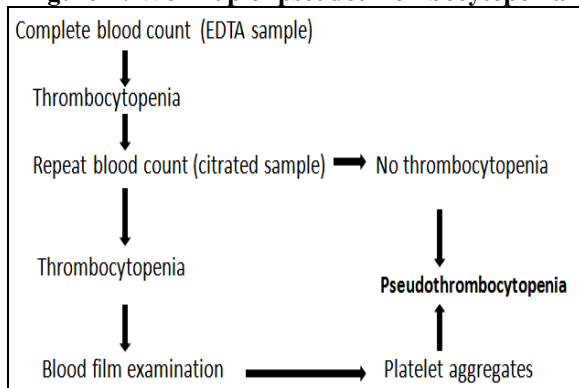 Complete blood count (EDTA sample)
Thrombocytopenia
Repeat blood count (citrated sample)
No thrombocytopenia
Thrombocytopenia
Pseudothrombocytopenia
Blood film examination
Platelet aggregates